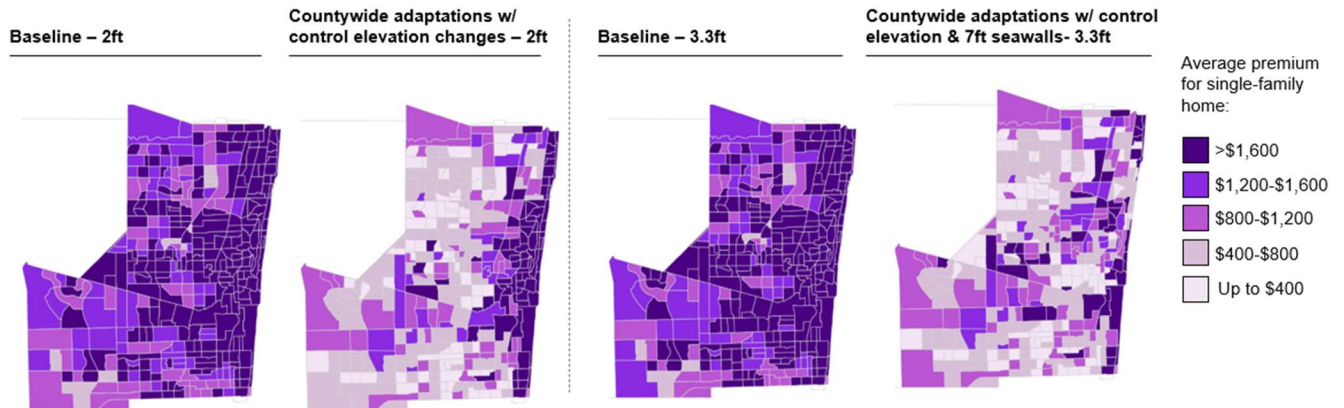 Baseline – 2ft
Countywide adaptations w/
control elevation changes – 2ft
Baseline – 3.3ft
Countywide adaptations w/ control
elevation & 7ft seawalls- 3.3ft
Average premium
for single-family
home:
>$1,600
$1,200-$1,600
$800-$1,200
$400-$800
Up to $400